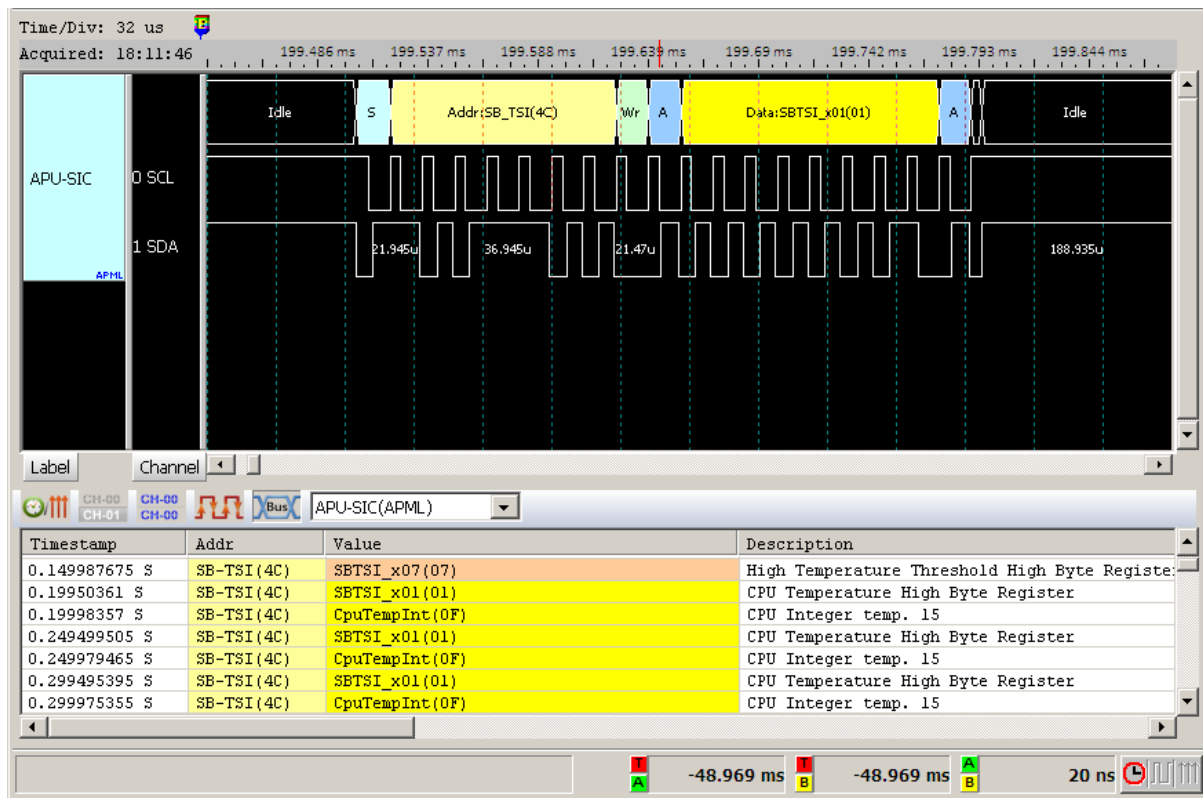 Time/Div: 32 us
Acquired: 18:11:46
199.486 ms 199.537 ms 199.588 ms 199.639 ms 199.69 ms 199.742 ms 199.793 ms 199.844 ms
Idle S Addr:SB_TSI(4C) Wr A Data:SBTSI_x01(01) A Idle
APU-SIC 0 SCL
1 SDA 21.945u 36.945u 21.47u 188.935u
APML
Label Channel
CH-00 CH-01 CH-00 CH-00 Bus APU-SIC(APML)
Timestamp Addr Value Description
0.149987675 S SB-TSI(4C) SBTSI_x07(07) High Temperature Threshold High Byte Register
0.19950361 S SB-TSI(4C) SBTSI_x01(01) CPU Temperature High Byte Register
0.19998357 S SB-TSI(4C) CpuTempInt(0F) CPU Integer temp. 15
0.249499505 S SB-TSI(4C) SBTSI_x01(01) CPU Temperature High Byte Register
0.249979465 S SB-TSI(4C) CpuTempInt(0F) CPU Integer temp. 15
0.299495395 S SB-TSI(4C) SBTSI_x01(01) CPU Temperature High Byte Register
0.299975355 S SB-TSI(4C) CpuTempInt(0F) CPU Integer temp. 15
T A -48.969 ms T B -48.969 ms A B 20 ns